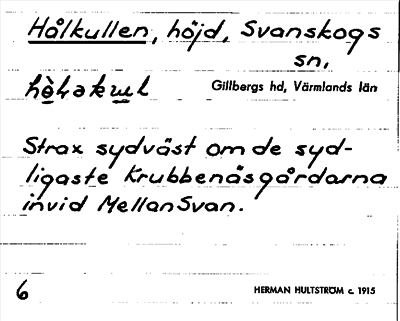 Hålkullen, höjd, Svanskogs
sn,
Gillbergs hd, Värmlands län
Strax sydväst om de syd-
ligaste Krubbenäsgårdarna
invid Mellan Svan.
6
HERMAN HULTSTRÖM c. 1915